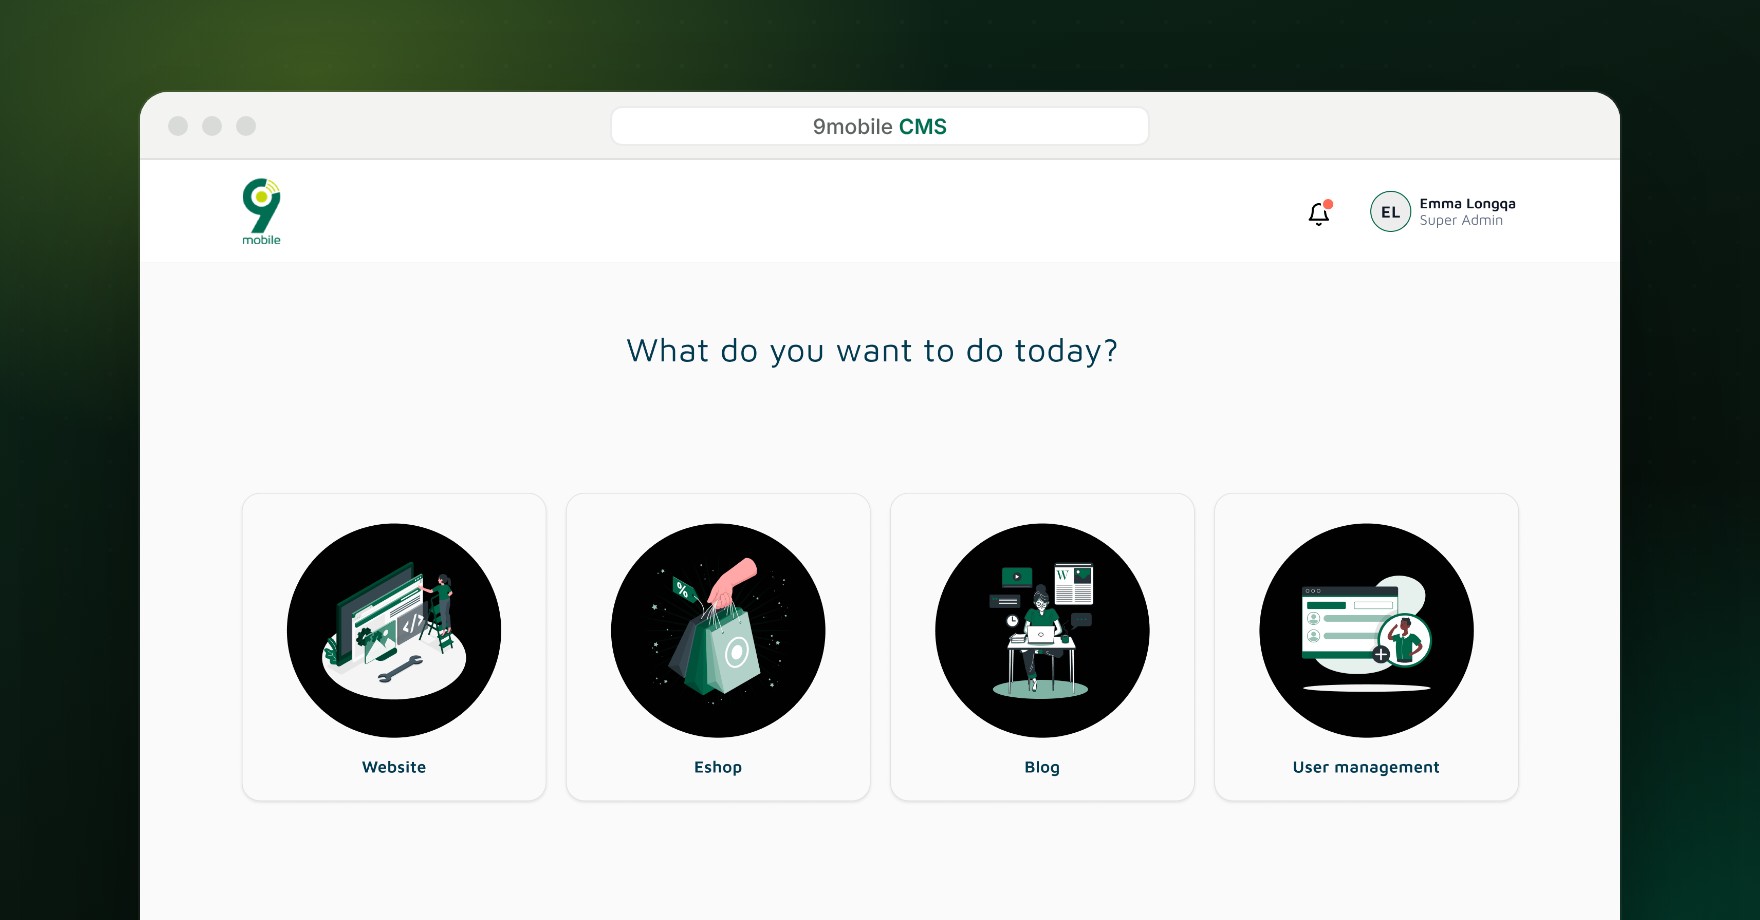 9mobile CMS
9
mobile
EL
Emma Longqa
Super Admin
What do you want to do today?
%
</>
W
Website
Eshop
Blog
User management